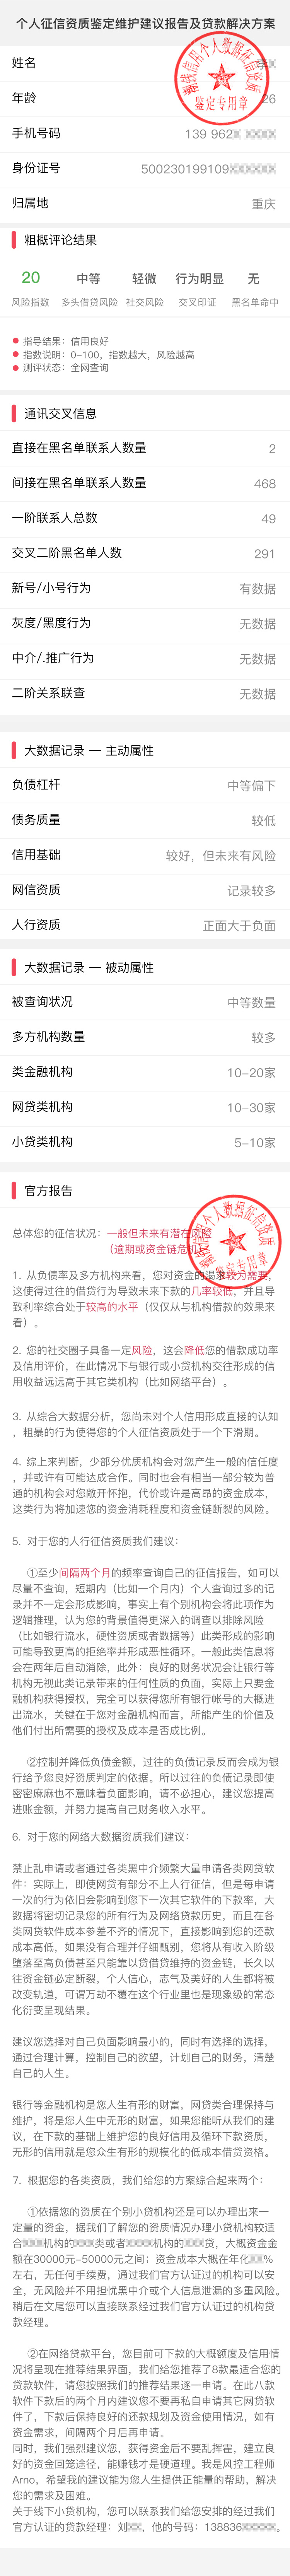 个人征信资质鉴定维护建议报告及贷款解决方案
姓名
年龄 26
手机号码 139 962
身份证号 500230199109
归属地 重庆
鉴定专用章
粗概评论结果
20 中等 轻微 行为明显 无
风险指数 多头借贷风险 社交风险 交叉印证 黑名单命中
指导结果：信用良好
指数说明：0-100，指数越大，风险越高
测评状态：全网查询
通讯交叉信息
直接在黑名单联系人数量 2
间接在黑名单联系人数量 468
一阶联系人总数 49
交叉二阶黑名单人数 291
新号/小号行为 有数据
灰度/黑度行为 无数据
中介/.推广行为 无数据
二阶关系联查 无数据
大数据记录 — 主动属性
负债杠杆 中等偏下
债务质量 较低
信用基础 较好，但未来有风险
网信资质 记录较多
人行资质 正面大于负面
大数据记录 — 被动属性
被查询状况 中等数量
多方机构数量 较多
类金融机构 10-20家
网贷类机构 10-30家
小贷类机构 5-10家
官方报告
鉴定专用章
总体您的征信状况：一般但未来有潜在风险
（逾期或资金链危机）
1. 从负债率及多方机构来看，您对资金的渴求较为需要，
这使得过往的借贷行为导致未来下款的几率较低，并且导
致利率综合处于较高的水平（仅仅从与机构借款的效果来
看）。
2. 您的社交圈子具备一定风险，这会降低您的借款成功率
及信用评价，在此情况下与银行或小贷机构交往形成的信
用收益远远高于其它类机构（比如网络平台）。
3. 从综合大数据分析，您尚未对个人信用形成直接的认知
，粗暴的行为使得您的个人征信资质处于一个下滑期。
4. 综上来判断，少部分优质机构会对您产生一般的信任度
，并或许有可能达成合作。同时也会有相当一部分较为普
通的机构会对您敞开怀抱，代价或许是高昂的资金成本，
这类行为将加速您的资金消耗程度和资金链断裂的风险。
5. 对于您的人行征信资质我们建议：
①至少间隔两个月的频率查询自己的征信报告，如可以
尽量不查询，短期内（比如一个月内）个人查询过多的记
录并不一定会形成影响，事实上有个别机构会将此项作为
逻辑推理，认为您的背景值得更深入的调查以排除风险
（比如银行流水，硬性资质或者数据等）此类形成的影响
可能导致更高的拒绝率并形成恶性循环。一般此类信息将
会在两年后自动消除，此外：良好的财务状况会让银行等
机构无视此类记录带来的任何性质的负面，实际上只要金
融机构获得授权，完全可以获得您所有银行帐号的大概进
出流水，关键在于您对金融机构而言，所能产生的价值及
他们付出所需要的授权及成本是否成比例。
②控制并降低负债金额，过往的负债记录反而会成为银
行给予您良好资质判定的依据。所以过往的负债记录即使
密密麻麻也不意味着负面影响，请不必担心，建议您提高
进账金额，并努力提高自己财务收入水平。
6. 对于您的网络大数据资质我们建议：
禁止乱申请或者通过各类黑中介频繁大量申请各类网贷软
件：实际上，即使网贷有部分不上人行征信，但是每申请
一次的行为依旧会影响到您下一次其它软件的下款率，大
数据将密切记录您的所有行为及网络贷款历史，而且在各
类网贷软件成本参差不齐的情况下，直接影响到您的还款
成本高低，如果没有合理并仔细甄别，您将从有收入阶级
堕落至高负债甚至只能靠以贷借贷维持的资金链，长久以
往资金链必定断裂，个人信心，志气及美好的人生都将被
改变轨道，可谓万劫不覆在这个行业里也是现象级的常态
化衍变呈现结果。
建议您选择对自己负面影响最小的，同时有选择的选择，
通过合理计算，控制自己的欲望，计划自己的财务，清楚
自己的人生。
银行等金融机构是您人生有形的财富，网贷类合理保持与
维护，将是您人生中无形的财富，如果您能听从我们的建
议，在下款的基础上维护您的良好信用及循环下款资质，
无形的信用就是您众生有形的规模化的低成本借贷资格。
7. 根据您的各类资质，我们给您的方案综合起来两个：
①依据您的资质在个别小贷机构还是可以办理出来一
定量的资金，据我们了解您的资质情况办理小贷机构较适
合机构的类或者机构的贷，大概资金金
额在30000元-50000元之间；资金成本大概在年化%
左右，无任何手续费，通过我们官方认证过的机构可以安
全，无风险并不用担忧黑中介或个人信息泄漏的多重风险。
稍后在文尾您可以直接联系经过我们官方认证过的机构贷
款经理。
②在网络贷款平台，您目前可下款的大概额度及信用情
况将呈现在推荐结果界面，我们给您推荐了8款最适合您的
贷款软件，请您按照我们的推荐结果逐一申请。在此八款
软件下款后的两个月内建议您不要再私自申请其它网贷软
件了，下款后保持良好的还款规划及资金使用情况，如有
资金需求，间隔两个月后再申请。
同时，我们强烈建议您，获得资金后不要乱挥霍，建立良
好的资金回笼途径，能赚钱才是硬道理。我是风控工程师
Arno，希望我的建议能为您人生提供正能量的帮助，解决
您的需求及困难。
关于线下小贷机构，您可以联系我们给您安排的经过我们
官方认证的贷款经理：刘，他的号码：138836。